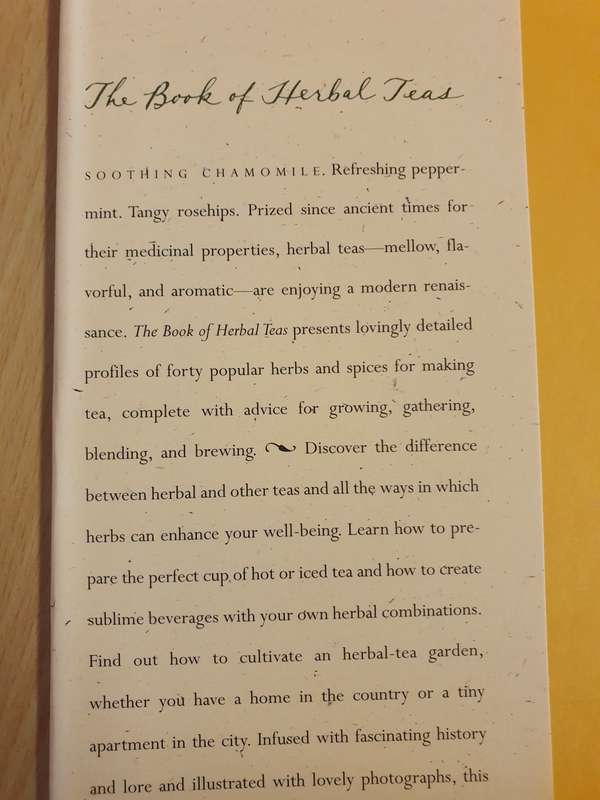 The Book of Herbal Teas
SOOTHING CHAMOMILE. Refreshing pepper-
mint. Tangy rosehips. Prized since ancient times for
their medicinal properties, herbal teas—mellow, fla-
vorful, and aromatic—are enjoying a modern renais-
sance. The Book of Herbal Teas presents lovingly detailed
profiles of forty popular herbs and spices for making
tea, complete with advice for growing, gathering,
blending, and brewing. Discover the difference
between herbal and other teas and all the ways in which
herbs can enhance your well-being. Learn how to pre-
pare the perfect cup of hot or iced tea and how to create
sublime beverages with your own herbal combinations.
Find out how to cultivate an herbal-tea garden,
whether you have a home in the country or a tiny
apartment in the city. Infused with fascinating history
and lore and illustrated with lovely photographs, this